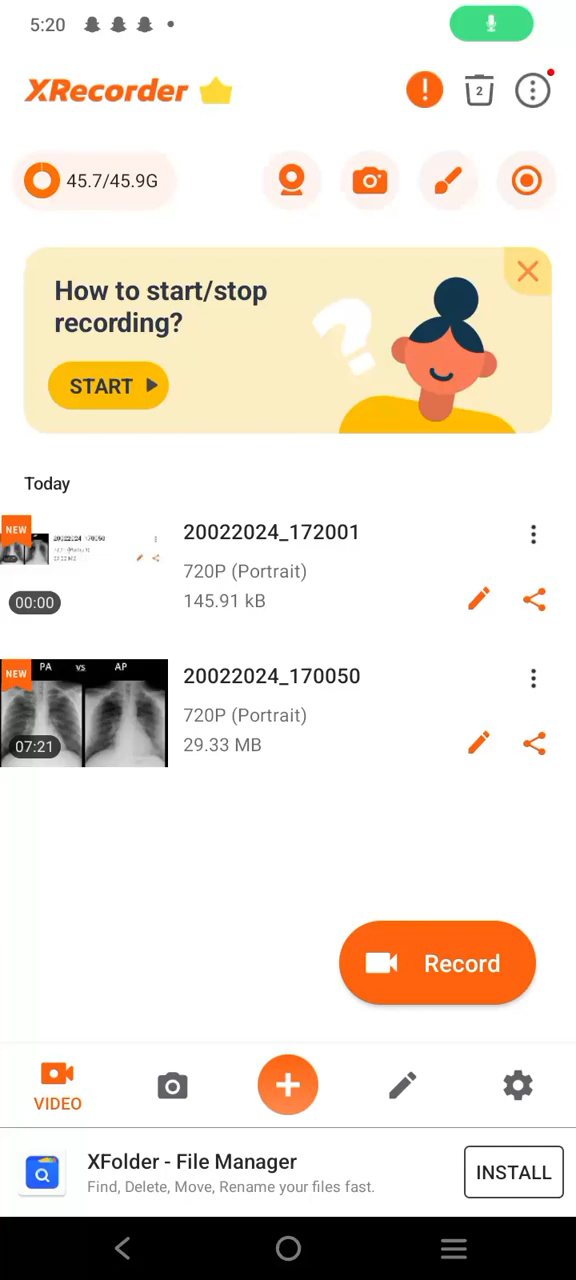 5:20
XRecorder
2
45.7/45.9G
How to start/stop
recording?
START
Today
NEW
00:00
20022024_172001
720P (Portrait)
145.91 kB
NEW
PA vs AP
07:21
20022024_170050
720P (Portrait)
29.33 MB
Record
VIDEO
XFolder - File Manager
Find, Delete, Move, Rename your files fast.
INSTALL